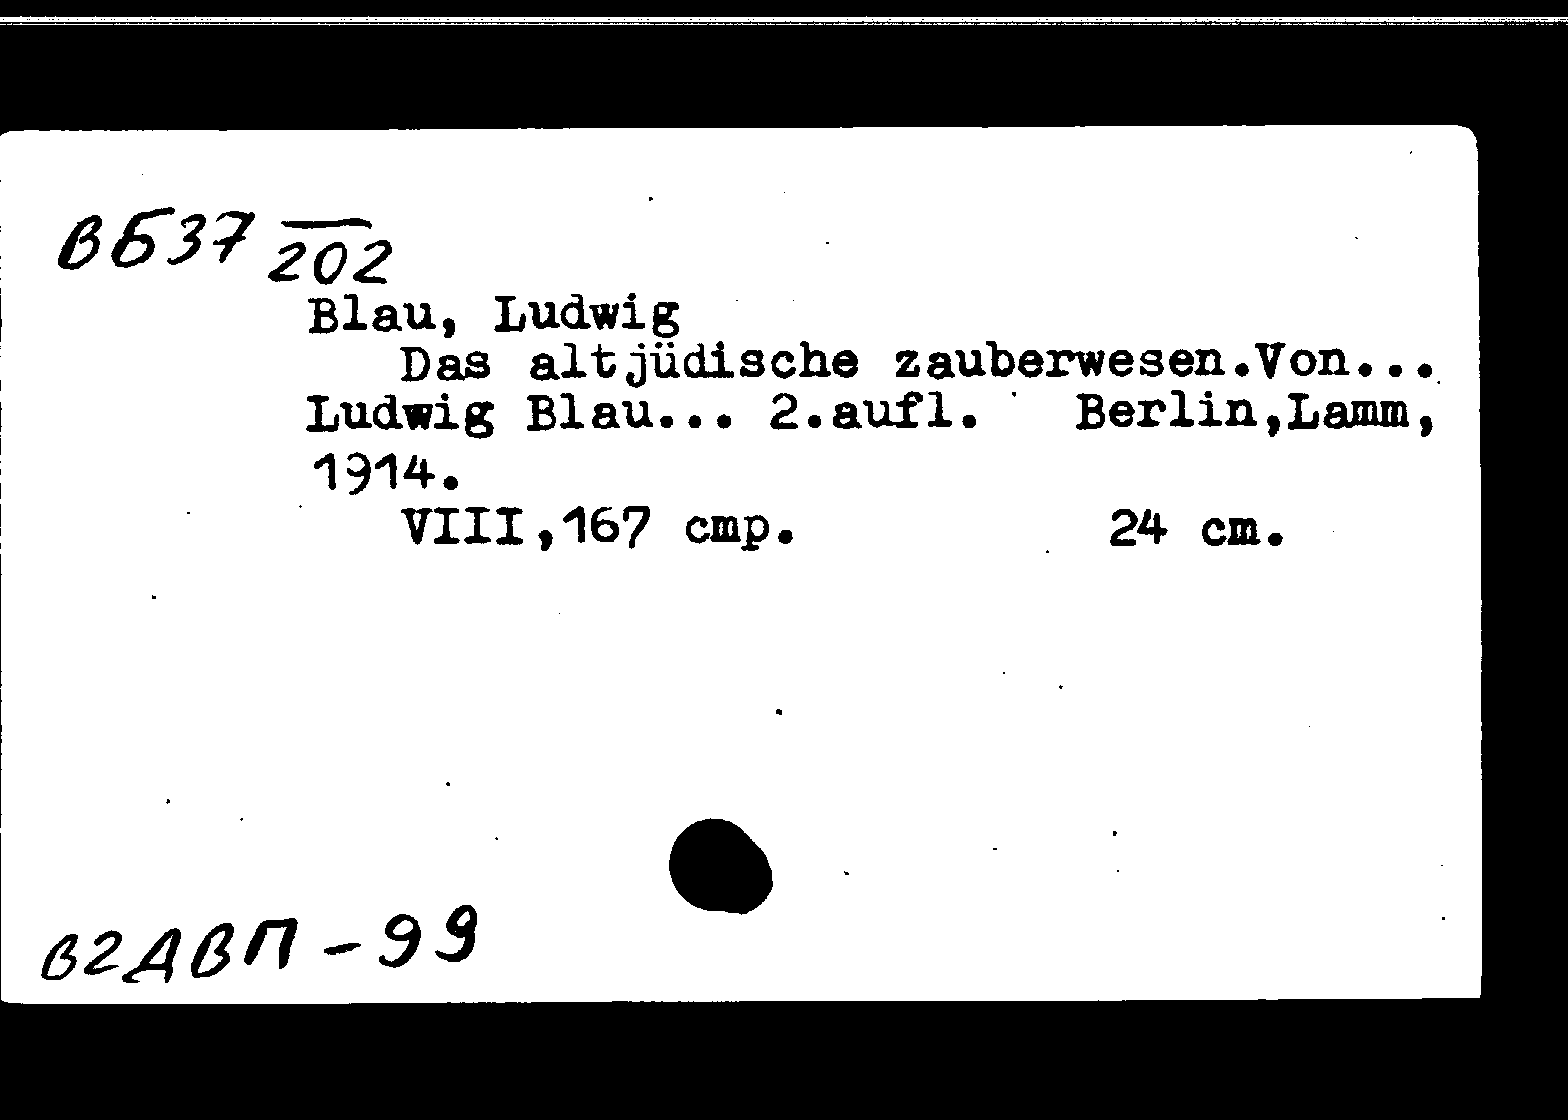 ВБ37 202
Blau, Ludwig
Das altjüdische zauberwesen.Von...
Ludwig Blau... 2.aufl. Berlin,Lamm,
1914.
VIII,167 cmp. 24 cm.
В2ДВП-99